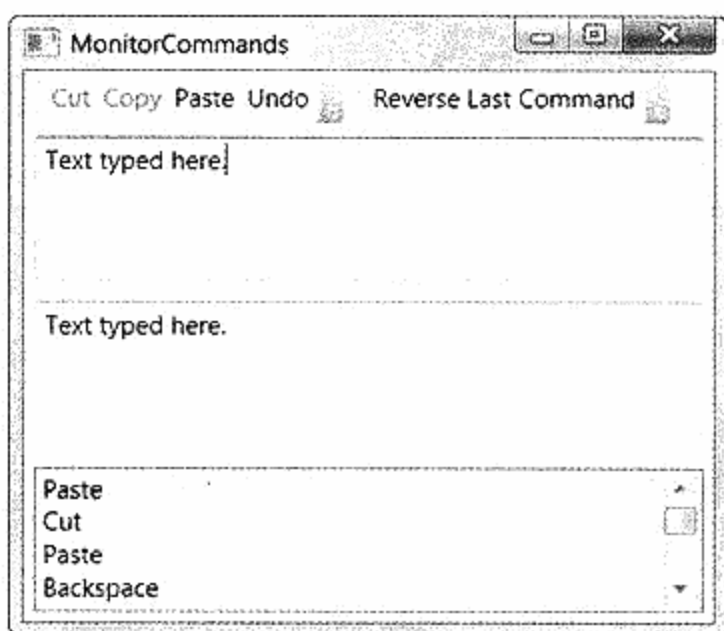 MonitorCommands
Cut Copy Paste Undo Reverse Last Command
Text typed here.
Text typed here.
Paste
Cut
Paste
Backspace